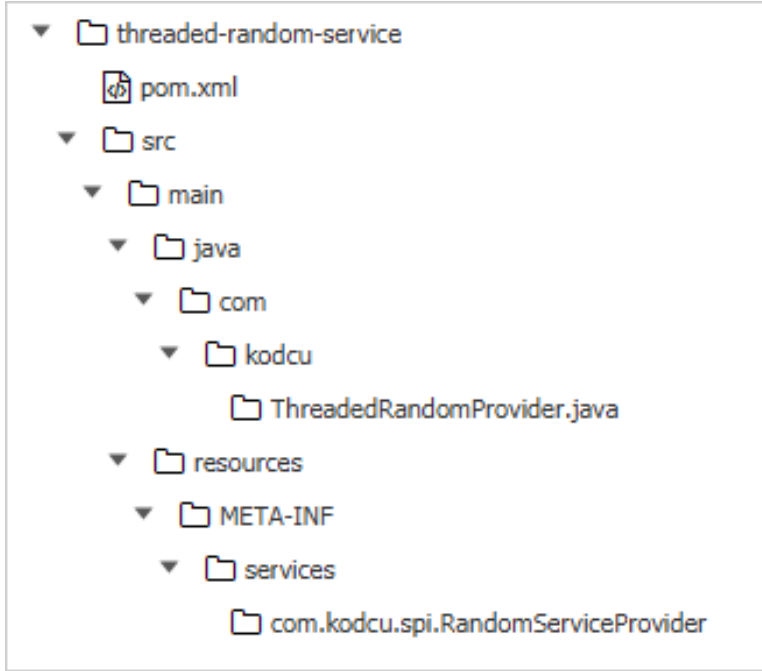 threaded-random-service
pom.xml
src
main
java
com
kodcu
ThreadedRandomProvider.java
resources
META-INF
services
com.kodcu.spi.RandomServiceProvider